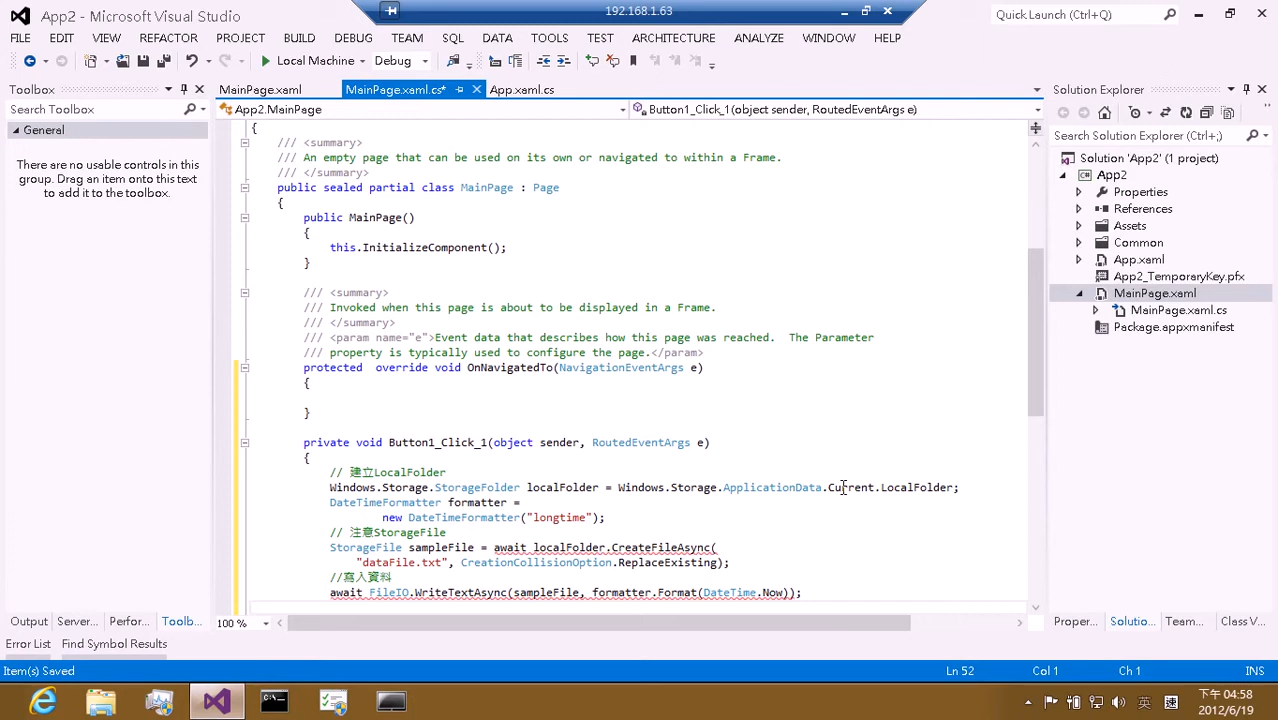 App2 - Microsoft Visual Studio
192.168.1.63
Quick Launch (Ctrl+Q)
FILE EDIT VIEW REFACTOR PROJECT BUILD DEBUG TEAM SQL DATA TOOLS TEST ARCHITECTURE ANALYZE WINDOW HELP
Local Machine Debug
Toolbox
MainPage.xaml MainPage.xaml.cs* App.xaml.cs
Solution Explorer
Search Toolbox
App2.MainPage
Button1_Click_1(object sender, RoutedEventArgs e)
General
There are no usable controls in this
group. Drag an item onto this text
to add it to the toolbox.
{
/// <summary>
/// An empty page that can be used on its own or navigated to within a Frame.
/// </summary>
public sealed partial class MainPage : Page
{
public MainPage()
{
this.InitializeComponent();
}
/// <summary>
/// Invoked when this page is about to be displayed in a Frame.
/// </summary>
/// <param name="e">Event data that describes how this page was reached.  The Parameter
/// property is typically used to configure the page.</param>
protected  override void OnNavigatedTo(NavigationEventArgs e)
{
}
private void Button1_Click_1(object sender, RoutedEventArgs e)
{
// 建立LocalFolder
Windows.Storage.StorageFolder localFolder = Windows.Storage.ApplicationData.Current.LocalFolder;
DateTimeFormatter formatter =
new DateTimeFormatter("longtime");
// 注意StorageFile
StorageFile sampleFile = await localFolder.CreateFileAsync(
"dataFile.txt", CreationCollisionOption.ReplaceExisting);
//寫入資料
await FileIO.WriteTextAsync(sampleFile, formatter.Format(DateTime.Now));
100 %
Search Solution Explorer (Ctrl+;)
Solution 'App2' (1 project)
App2
Properties
References
Assets
Common
App.xaml
App2_TemporaryKey.pfx
MainPage.xaml
MainPage.xaml.cs
Package.appxmanifest
Output Server... Perfor... Toolb...
Proper... Solutio... Team... Class V...
Error List Find Symbol Results
Item(s) Saved
Ln 52 Col 1 Ch 1 INS
英
速
下午 04:58
2012/6/19